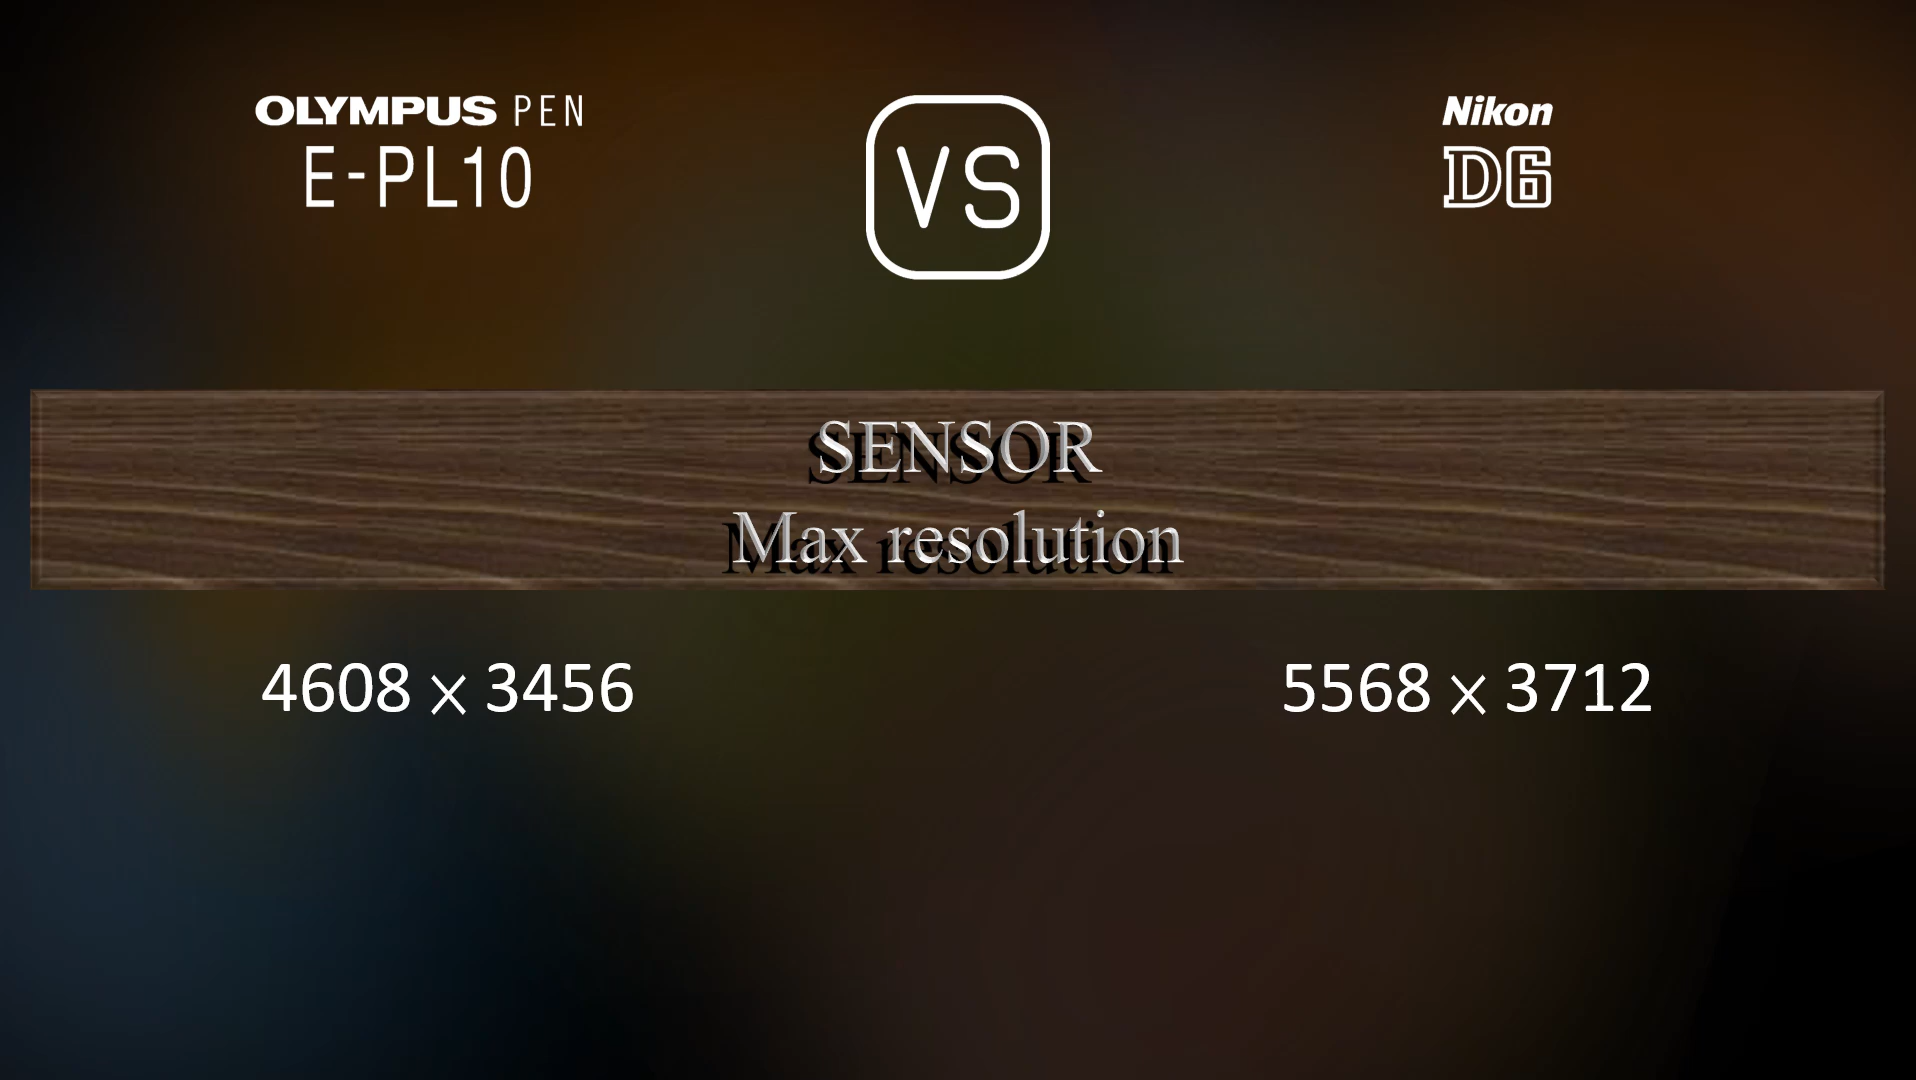 OLYMPUS PEN
E-PL10
VS
Nikon
D6
SENSOR
Max resolution
4608 x 3456
5568 x 3712